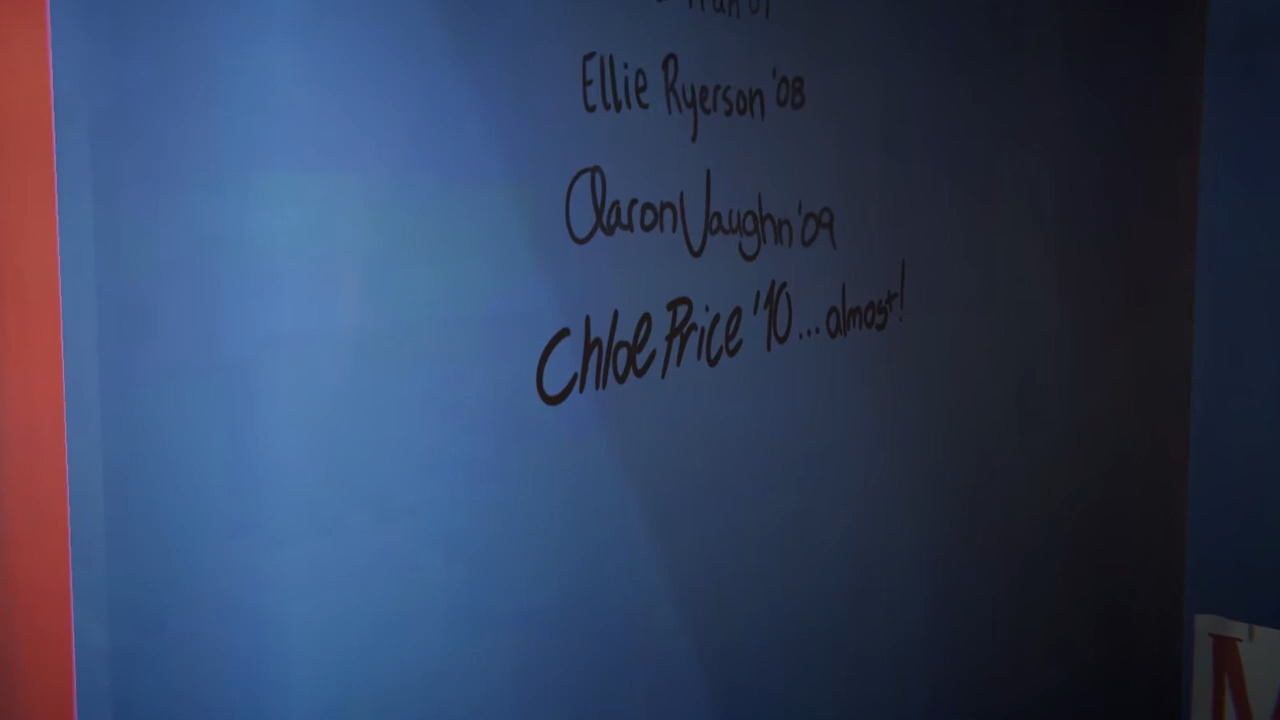 Ellie Ryerson '08
Aaron Vaughn '09
Chloe Price '10...almost!
M